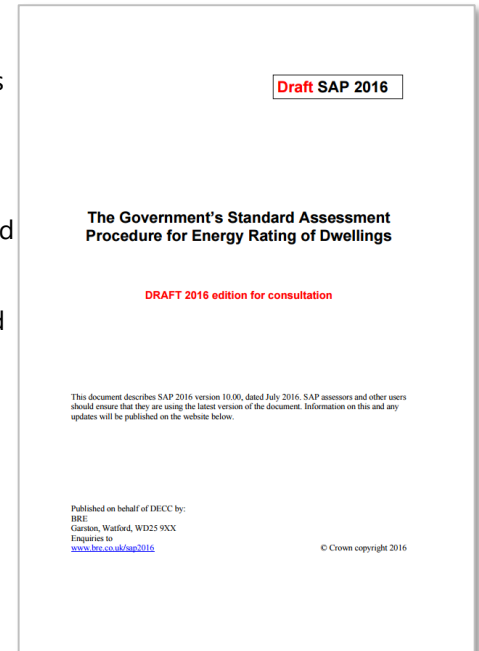 Draft SAP 2016
The Government's Standard Assessment
Procedure for Energy Rating of Dwellings
DRAFT 2016 edition for consultation
This document describes SAP 2016 version 10.00, dated July 2016. SAP assessors and other users
should ensure that they are using the latest version of the document. Information on this and any
updates will be published on the website below.
Published on behalf of DECC by:
BRE
Garston, Watford, WD25 9XX
Enquiries to
www.bre.co.uk/sap2016
© Crown copyright 2016